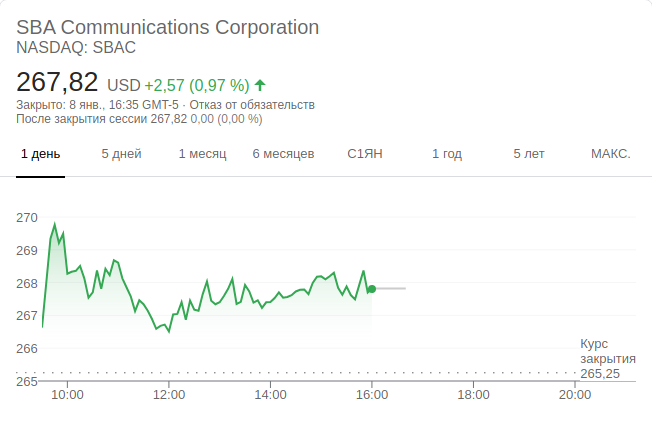 SBA Communications Corporation
NASDAQ: SBAC
267,82 USD +2,57 (0,97 %)
Закрыто: 8 янв., 16:35 GMT-5 · Отказ от обязательств
После закрытия сессии 267,82 0,00 (0,00 %)
1 день 5 дней 1 месяц 6 месяцев С1ЯН 1 год 5 лет МАКС.
270
269
268
267
266
265
Курс
закрытия
265,25
10:00 12:00 14:00 16:00 18:00 20:00